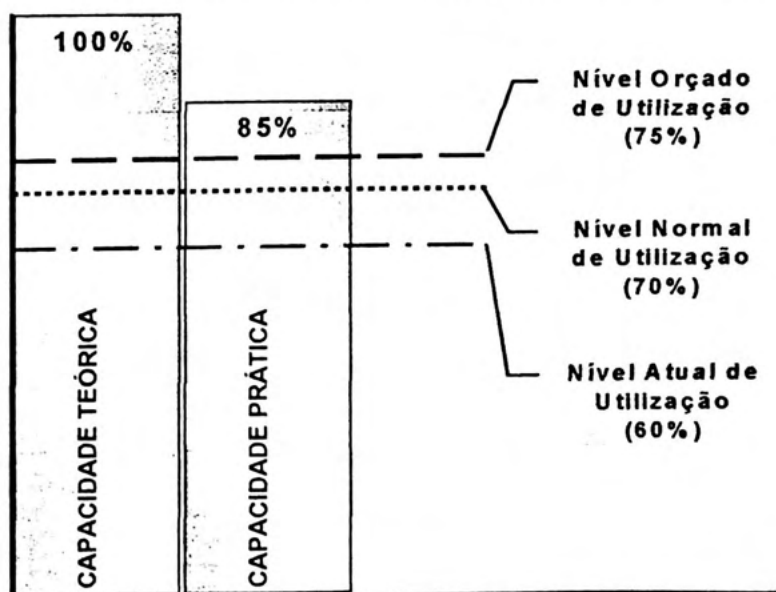 100%
85%
CAPACIDADE TEÓRICA
CAPACIDADE PRÁTICA
Nível Orçado
de Utilização
(75%)
Nível Normal
de Utilização
(70%)
Nível Atual de
Utilização
(60%)